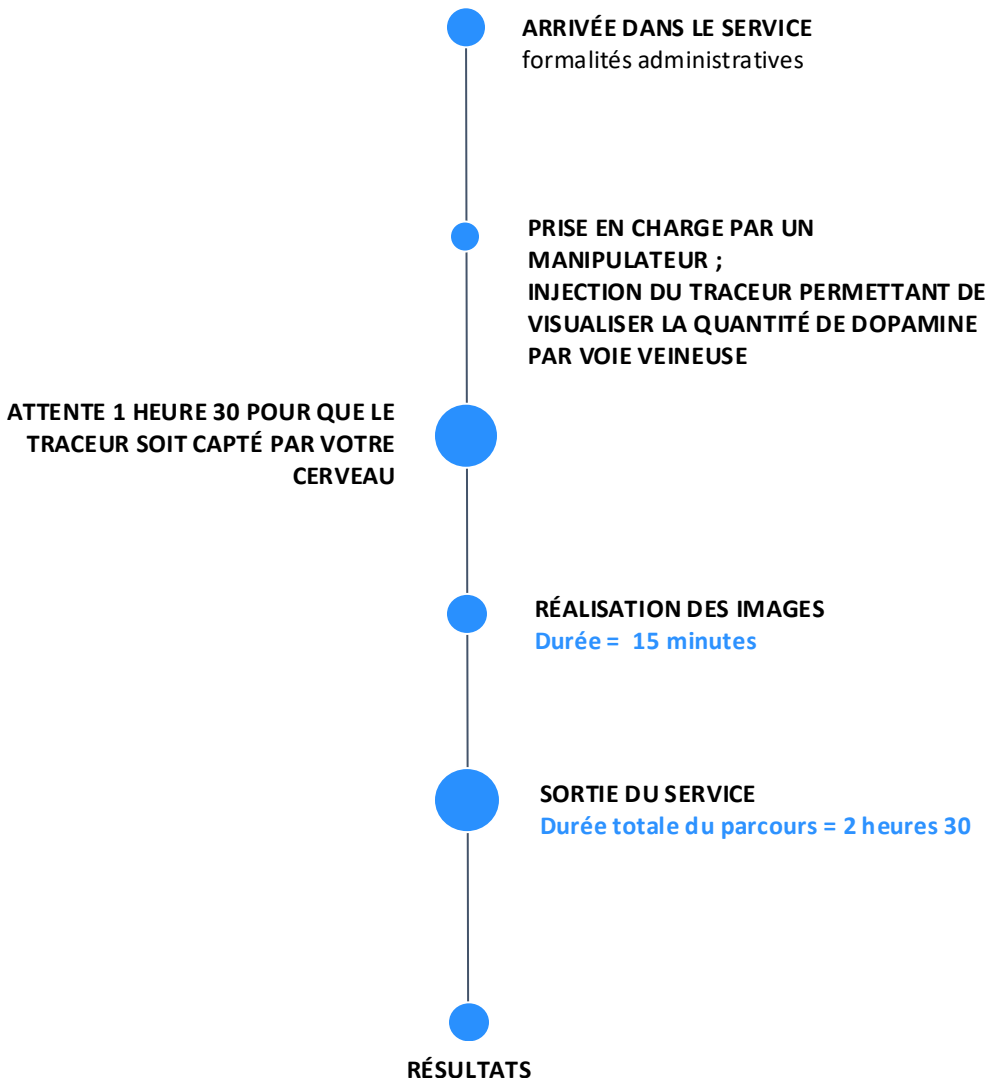 ARRIVÉE DANS LE SERVICE
formalités administratives
PRISE EN CHARGE PAR UN
MANIPULATEUR ;
INJECTION DU TRACEUR PERMETTANT DE
VISUALISER LA QUANTITÉ DE DOPAMINE
PAR VOIE VEINEUSE
ATTENTE 1 HEURE 30 POUR QUE LE
TRACEUR SOIT CAPTÉ PAR VOTRE
CERVEAU
RÉALISATION DES IMAGES
Durée = 15 minutes
SORTIE DU SERVICE
Durée totale du parcours = 2 heures 30
RÉSULTATS